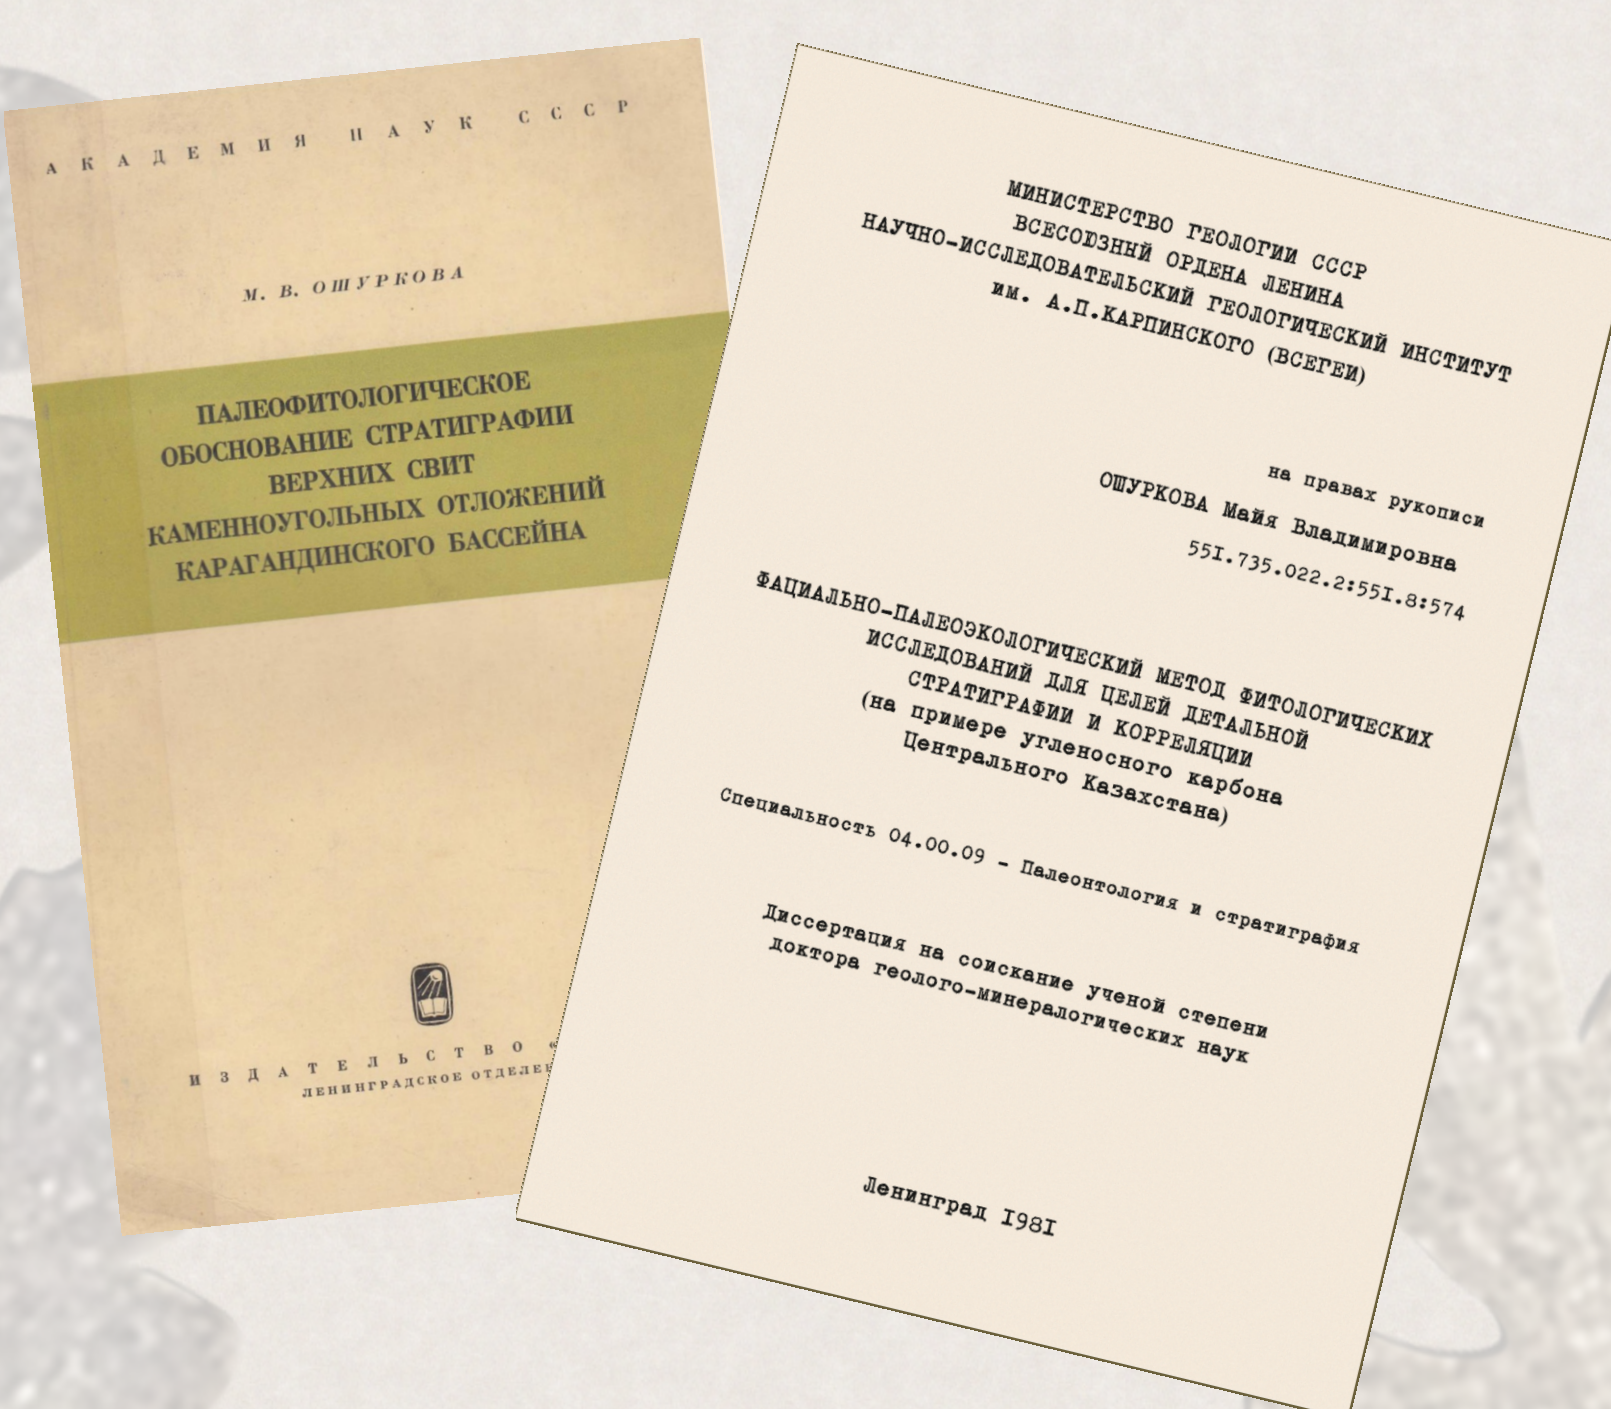 АКАДЕМИЯ НАУК СССР
М. В. ОШУРКОВА
ПАЛЕОФИТОЛОГИЧЕСКОЕ
ОБОСНОВАНИЕ СТРАТИГРАФИИ
ВЕРХНИХ СВИТ
КАМЕННОУГОЛЬНЫХ ОТЛОЖЕНИЙ
КАРАГАНДИНСКОГО БАССЕЙНА
ИЗДАТЕЛЬСТВО «
ЛЕНИНГРАДСКОЕ
МИНИСТЕРСТВО ГЕОЛОГИИ СССР
ВСЕСОЮЗНЫЙ ОРДЕНА ЛЕНИНА
НАУЧНО-ИССЛЕДОВАТЕЛЬСКИЙ ГЕОЛОГИЧЕСКИЙ ИНСТИТУТ
им. А.П.КАРПИНСКОГО (ВСЕГЕИ)
на правах рукописи
ОШУРКОВА Майя Владимировна
55I.735.022.2:55I.8:574
ФАЦИАЛЬНО-ПАЛЕОЭКОЛОГИЧЕСКИЙ МЕТОД ФИТОЛОГИЧЕСКИХ
ИССЛЕДОВАНИЙ ДЛЯ ЦЕЛЕЙ ДЕТАЛЬНОЙ
СТРАТИГРАФИИ И КОРРЕЛЯЦИИ
(на примере угленосного карбона
Центрального Казахстана)
Специальность 04.00.09 - Палеонтология и стратиграфия
Диссертация на соискание ученой степени
доктора геолого-минералогических наук
Ленинград I98I